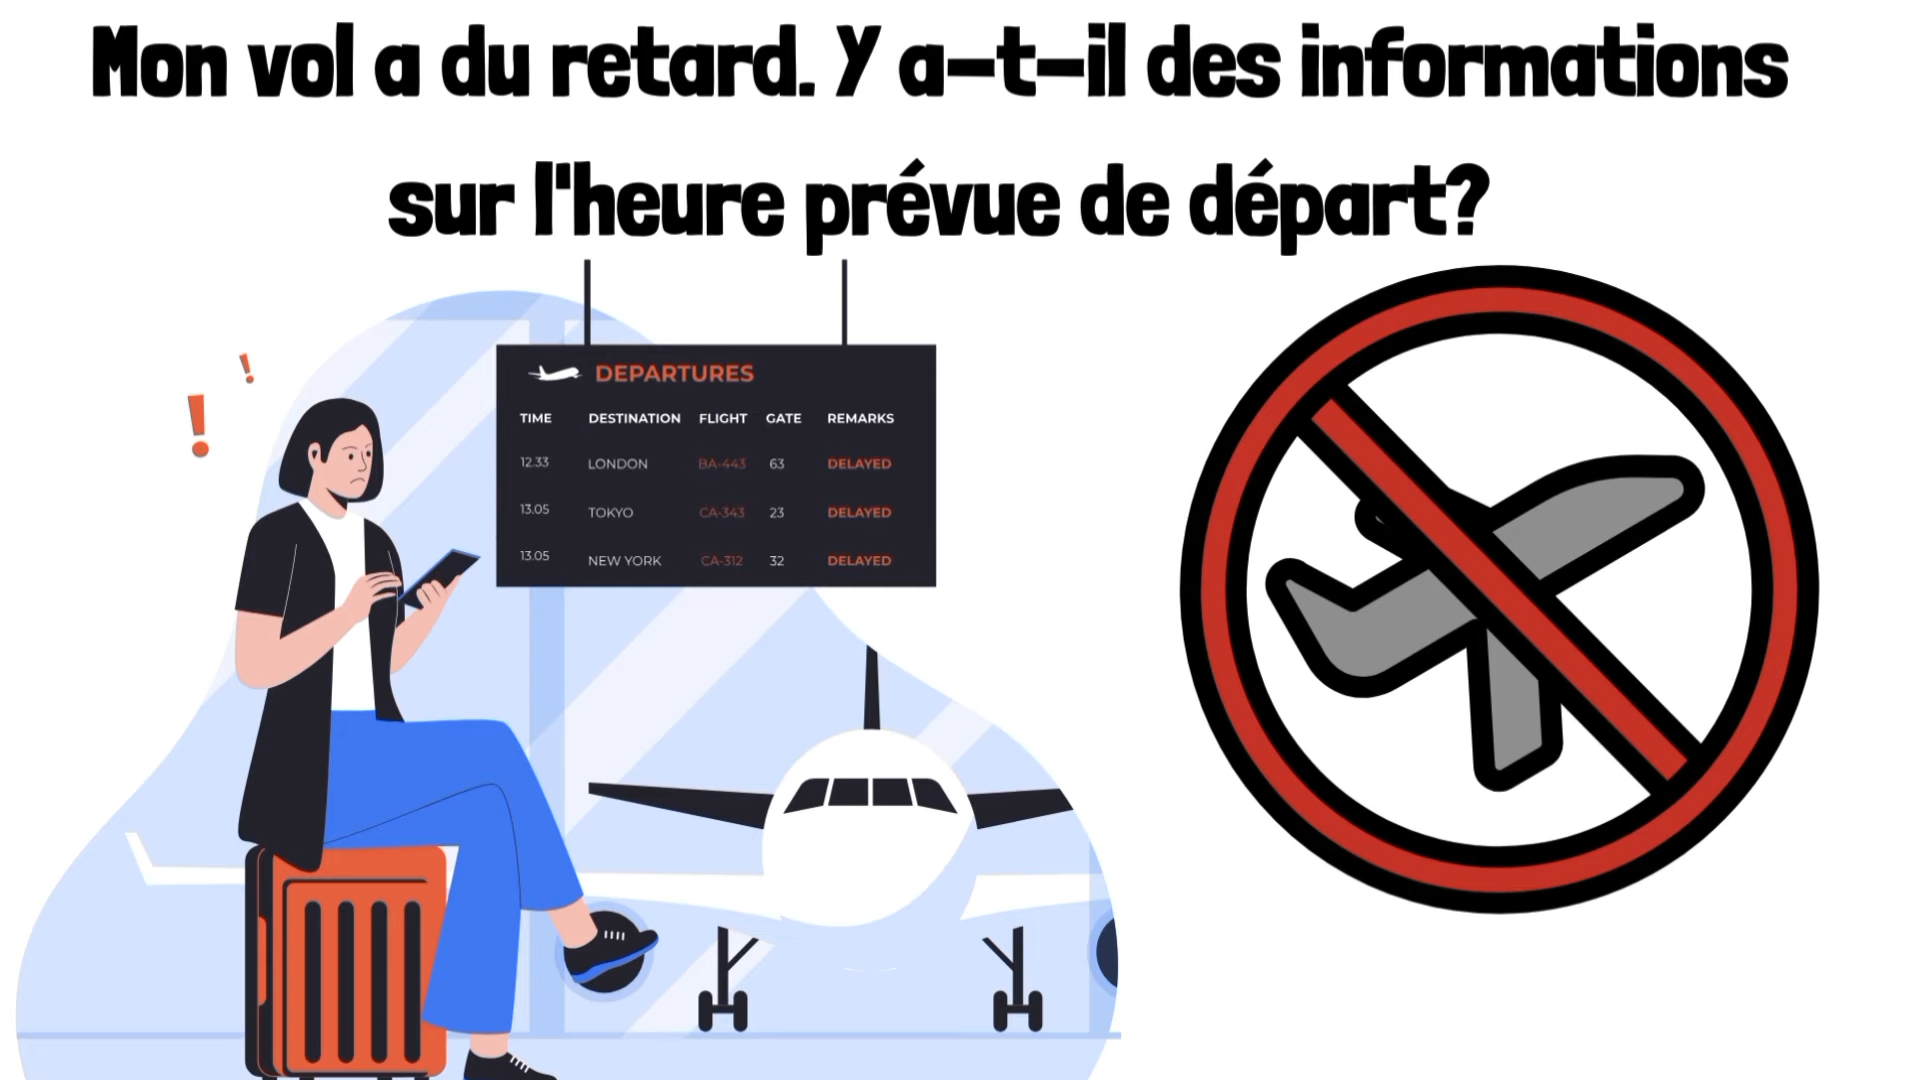 Mon vol a du retard. Y a-t-il des informations
sur l'heure prévue de départ?
DEPARTURES
TIME DESTINATION FLIGHT GATE REMARKS
12.33 LONDON BA-443 63 DELAYED
13.05 TOKYO CA-343 23 DELAYED
13.05 NEW YORK CA-312 32 DELAYED